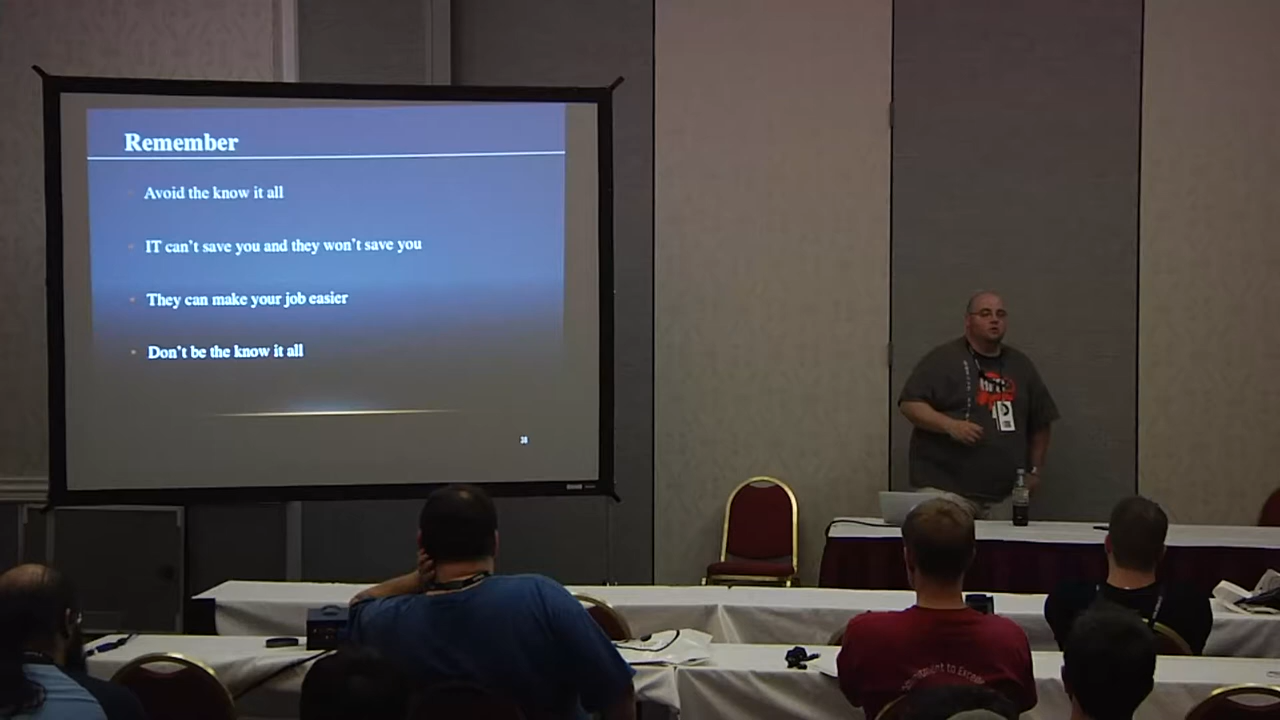 Remember
Avoid the know it all
IT can't save you and they won't save you
They can make your job easier
Don't be the know it all